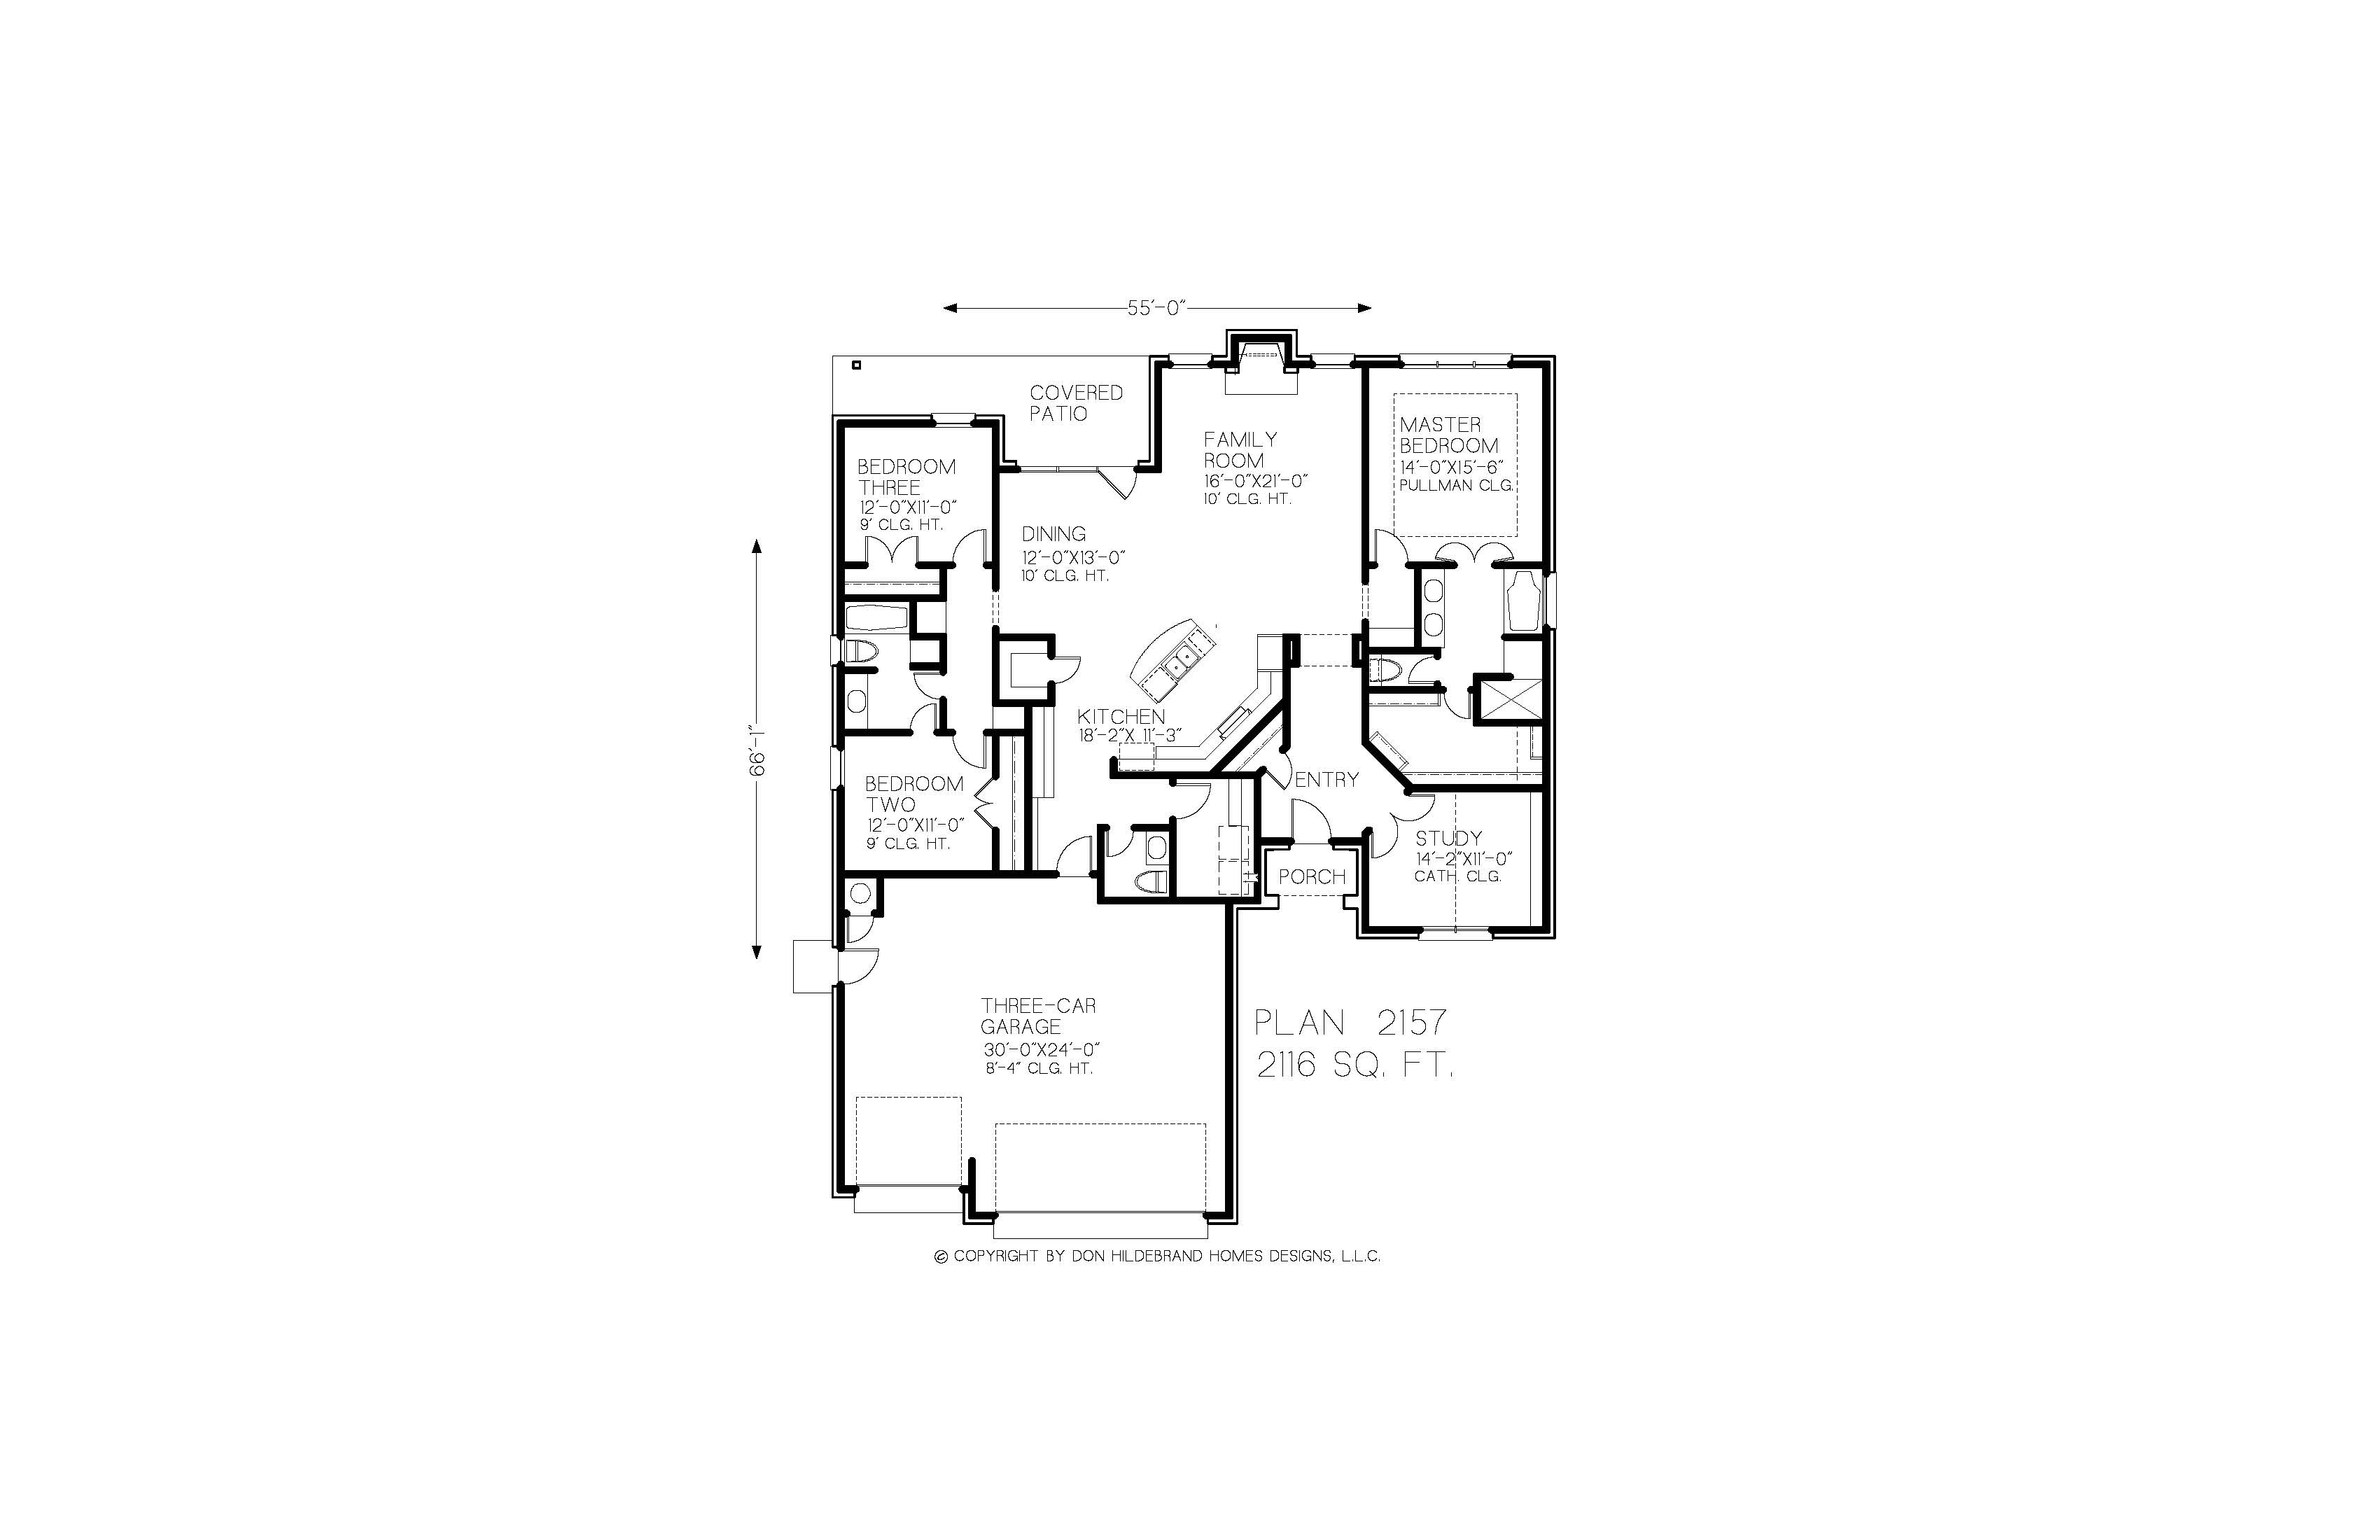 55'-0"
COVERED
PATIO
FAMILY
ROOM
16'-0"X21'-0"
10' CLG. HT.
MASTER
BEDROOM
14'-0"X15'-6"
PULLMAN CLG.
BEDROOM
THREE
12'-0"X11'-0"
9' CLG. HT.
DINING
12'-0"X13'-0"
10' CLG. HT.
66'-1"
KITCHEN
18'-2"X 11'-3"
BEDROOM
TWO
12'-0"X11'-0"
9' CLG. HT.
ENTRY
STUDY
14'-2"X11'-0"
CATH. CLG.
PORCH
THREE-CAR
GARAGE
30'-0"X24'-0"
8'-4" CLG. HT.
PLAN 2157
2116 SQ. FT.
© COPYRIGHT BY DON HILDEBRAND HOMES DESIGNS, L.L.C.